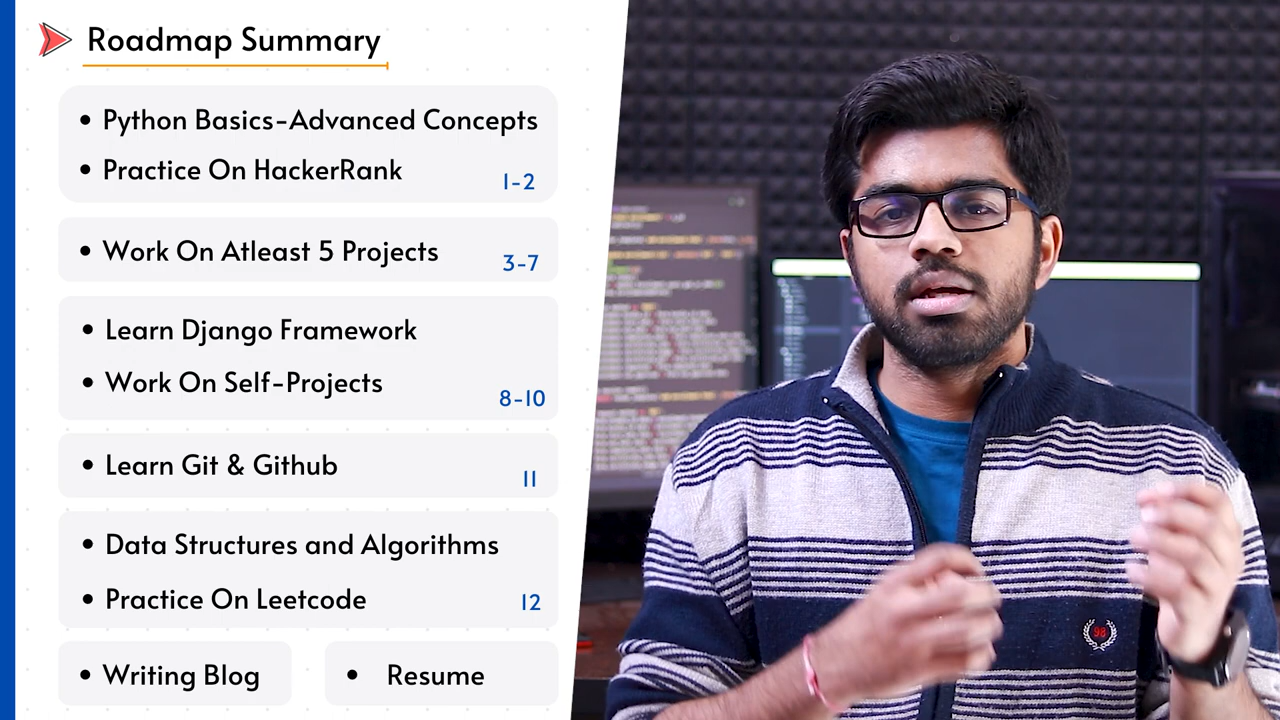 Roadmap Summary
• Python Basics-Advanced Concepts
• Practice On HackerRank
1-2
• Work On Atleast 5 Projects
3-7
• Learn Django Framework
• Work On Self-Projects
8-10
• Learn Git & Github
11
• Data Structures and Algorithms
• Practice On Leetcode
12
• Writing Blog
• Resume
98